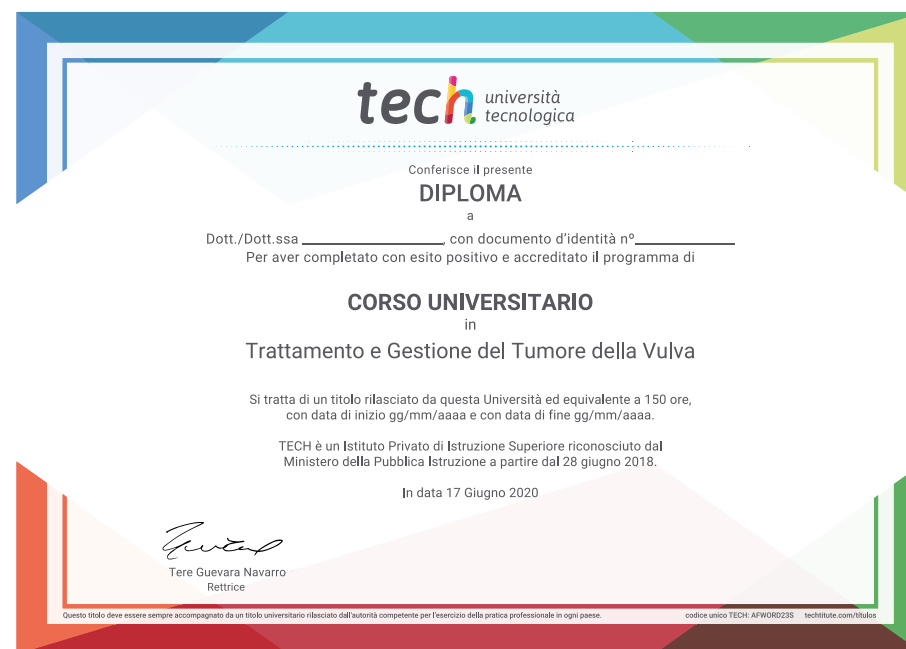 tech università
tecnologica
Conferisce il presente
DIPLOMA
a
Dott./Dott.ssa ________________, con documento d'identità nº____________
Per aver completato con esito positivo e accreditato il programma di
CORSO UNIVERSITARIO
in
Trattamento e Gestione del Tumore della Vulva
Si tratta di un titolo rilasciato da questa Università ed equivalente a 150 ore,
con data di inizio gg/mm/aaaa e con data di fine gg/mm/aaaa.
TECH è un Istituto Privato di Istruzione Superiore riconosciuto dal
Ministero della Pubblica Istruzione a partire dal 28 giugno 2018.
In data 17 Giugno 2020
Tere Guevara Navarro
Rettrice
Questo titolo deve essere sempre accompagnato da un titolo universitario rilasciato dall'autorità competente per l'esercizio della pratica professionale in ogni paese. codice unico TECH: AFWORD23S techtitute.com/titulos